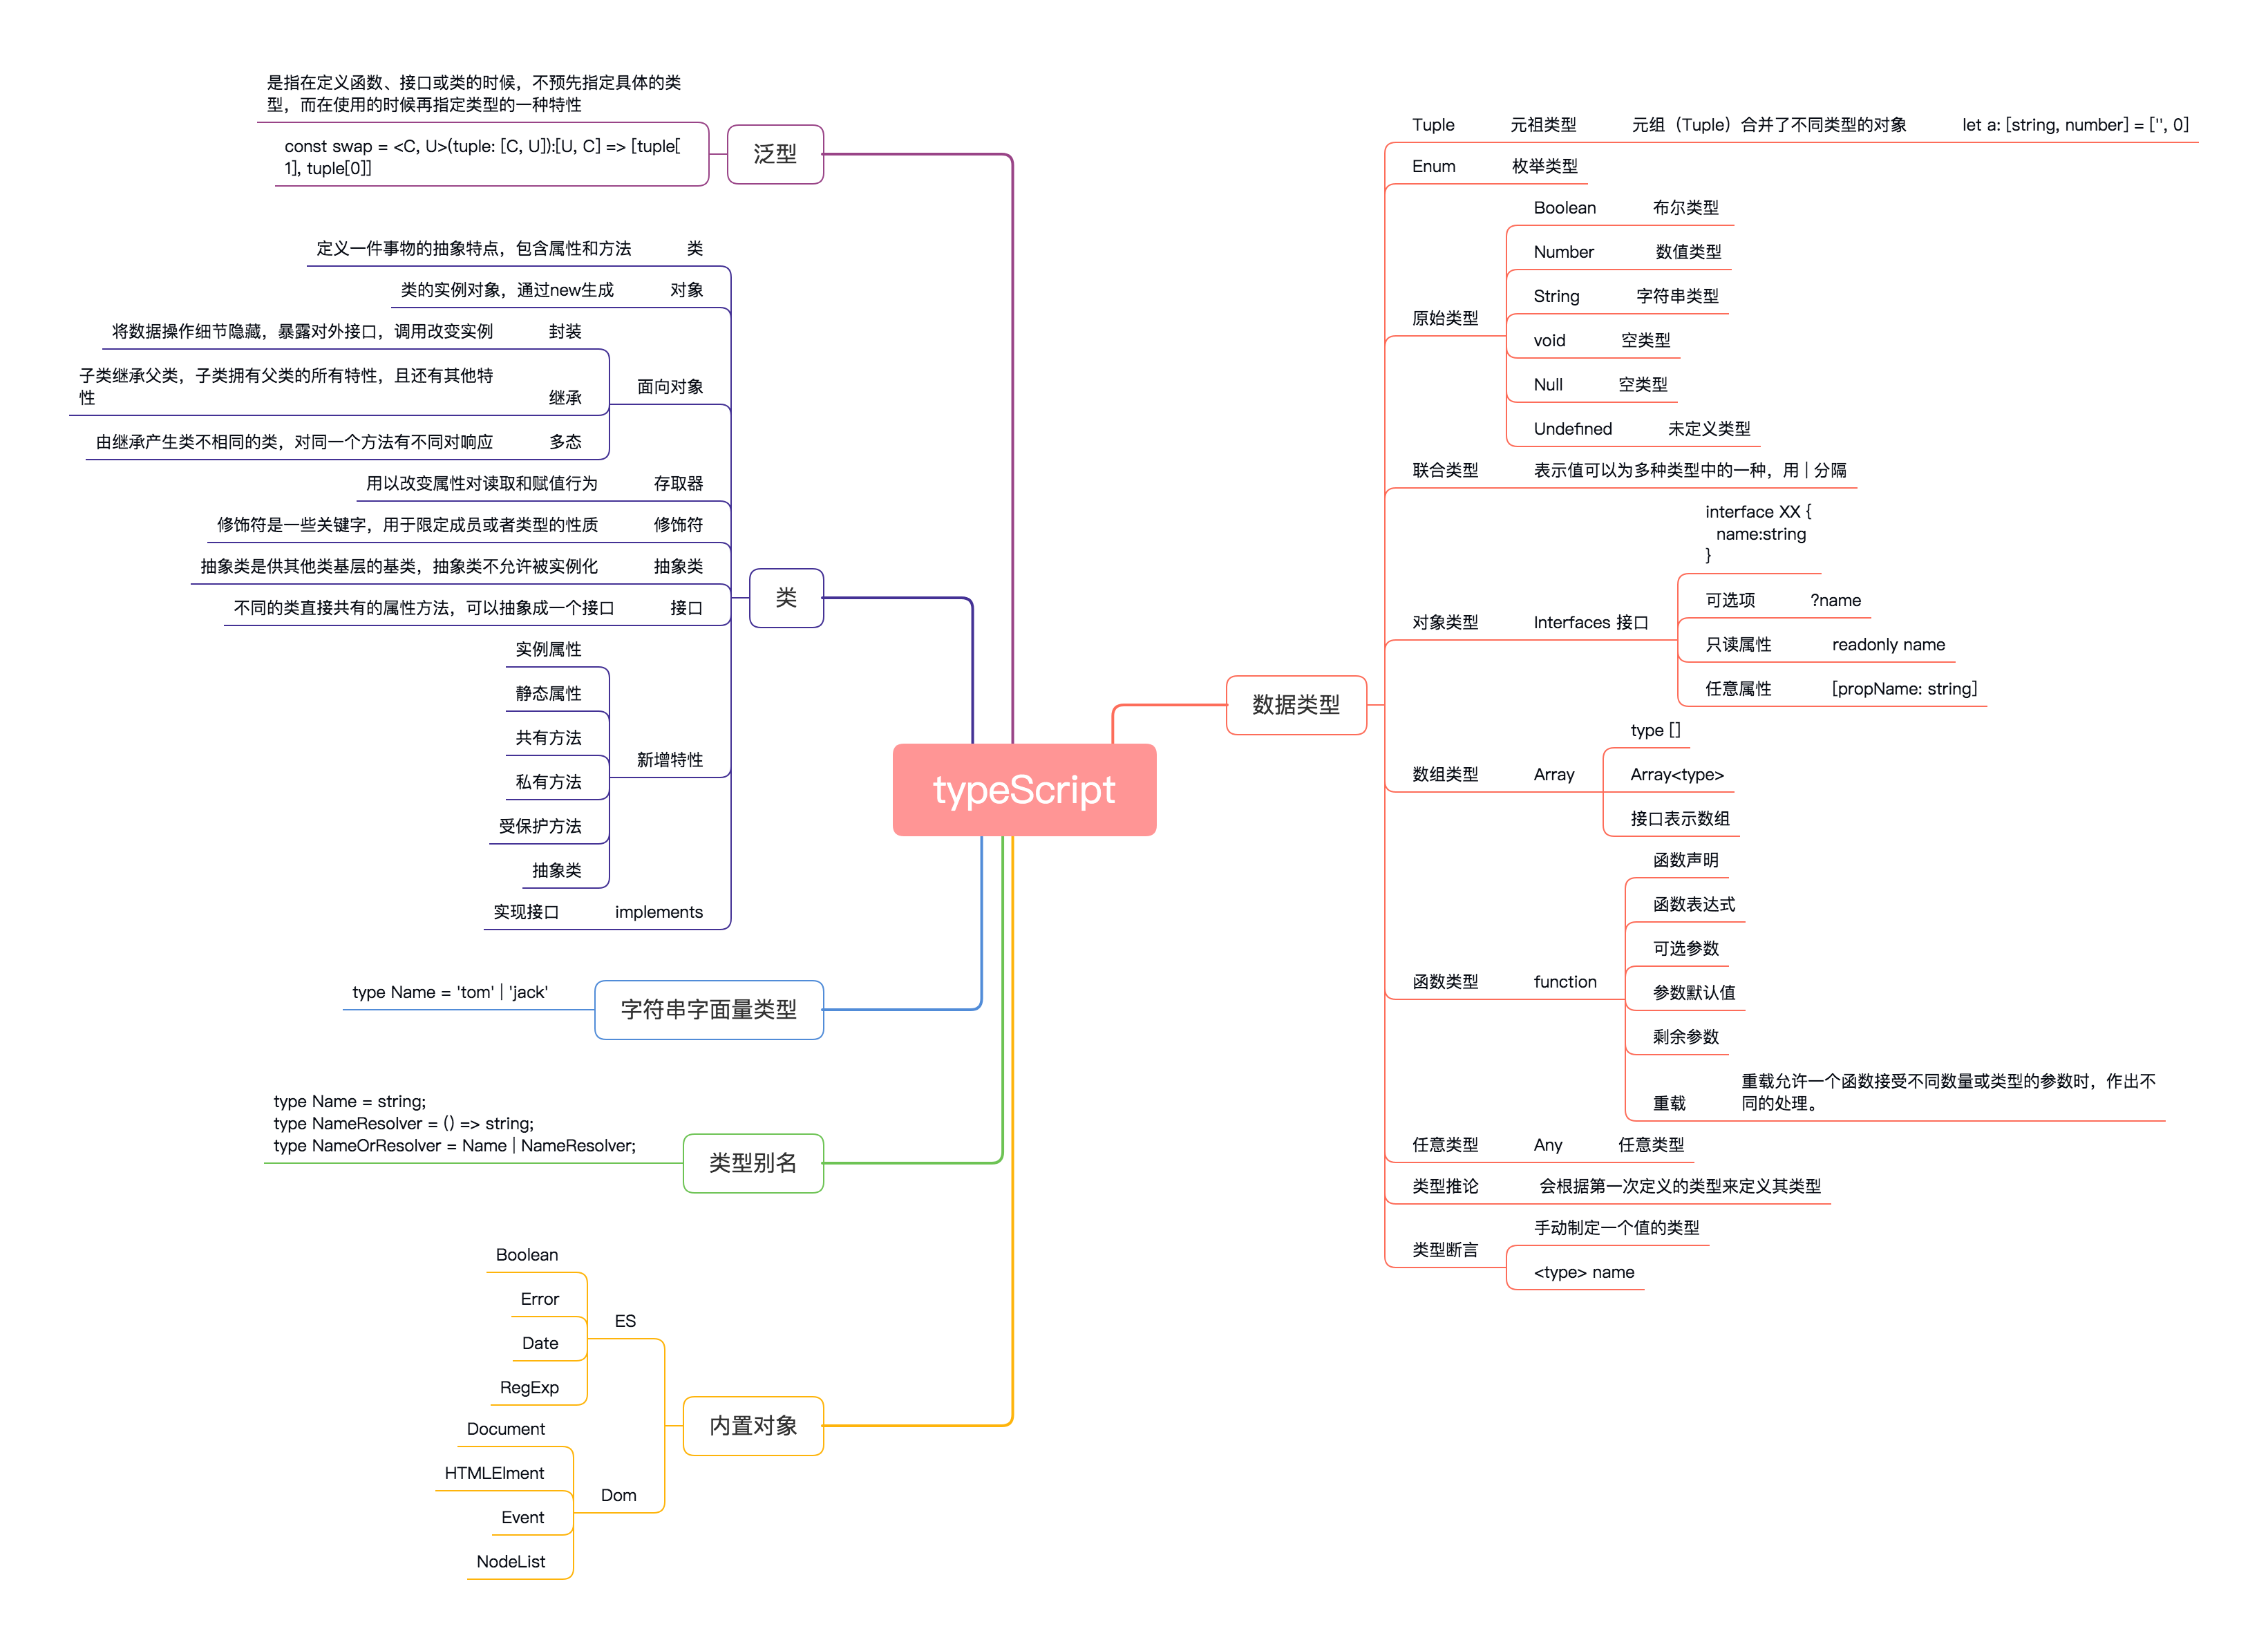 typeScript
泛型
是指在定义函数、接口或类的时候，不预先指定具体的类
型，而在使用的时候再指定类型的一种特性
const swap = <C, U>(tuple: [C, U]):[U, C] => [tuple[
1], tuple[0]]
类
定义一件事物的抽象特点，包含属性和方法 类
类的实例对象，通过new生成 对象
面向对象
将数据操作细节隐藏，暴露对外接口，调用改变实例 封装
子类继承父类，子类拥有父类的所有特性，且还有其他特
性 继承
由继承产生类不相同的类，对同一个方法有不同对响应 多态
用以改变属性对读取和赋值行为 存取器
修饰符是一些关键字，用于限定成员或者类型的性质 修饰符
抽象类是供其他类基层的基类，抽象类不允许被实例化 抽象类
不同的类直接共有的属性方法，可以抽象成一个接口 接口
新增特性
实例属性
静态属性
共有方法
私有方法
受保护方法
抽象类
实现接口 implements
字符串字面量类型
type Name = 'tom' | 'jack'
类型别名
type Name = string;
type NameResolver = () => string;
type NameOrResolver = Name | NameResolver;
内置对象
ES
Boolean
Error
Date
RegExp
Dom
Document
HTMLElment
Event
NodeList
数据类型
Tuple 元祖类型 元组（Tuple）合并了不同类型的对象 let a: [string, number] = ['', 0]
Enum 枚举类型
原始类型
Boolean 布尔类型
Number 数值类型
String 字符串类型
void 空类型
Null 空类型
Undefined 未定义类型
联合类型 表示值可以为多种类型中的一种，用 | 分隔
对象类型 Interfaces 接口
interface XX {
name:string
}
可选项 ?name
只读属性 readonly name
任意属性 [propName: string]
数组类型 Array
type []
Array<type>
接口表示数组
函数类型 function
函数声明
函数表达式
可选参数
参数默认值
剩余参数
重载 重载允许一个函数接受不同数量或类型的参数时，作出不
同的处理。
任意类型 Any 任意类型
类型推论 会根据第一次定义的类型来定义其类型
类型断言
手动制定一个值的类型
<type> name